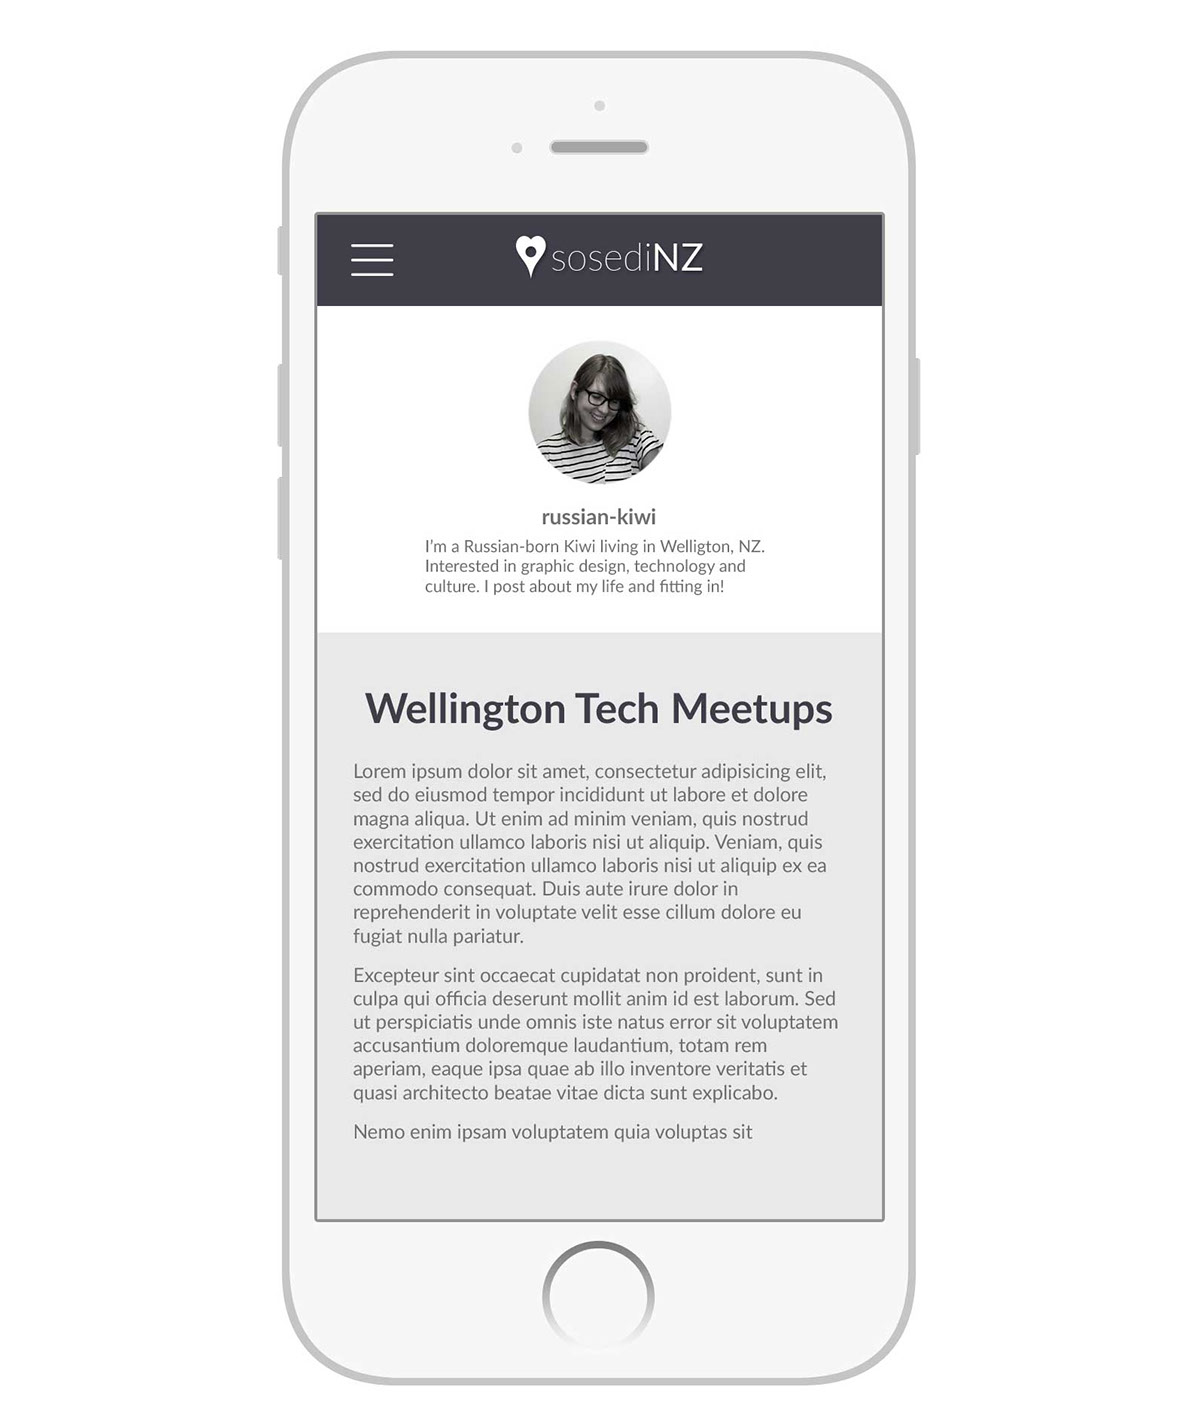 sosediNZ
russian-kiwi
I'm a Russian-born Kiwi living in Welligton, NZ.
Interested in graphic design, technology and
culture. I post about my life and fitting in!
Wellington Tech Meetups
Lorem ipsum dolor sit amet, consectetur adipisicing elit,
sed do eiusmod tempor incididunt ut labore et dolore
magna aliqua. Ut enim ad minim veniam, quis nostrud
exercitation ullamco laboris nisi ut aliquip. Veniam, quis
nostrud exercitation ullamco laboris nisi ut aliquip ex ea
commodo consequat. Duis aute irure dolor in
reprehenderit in voluptate velit esse cillum dolore eu
fugiat nulla pariatur.
Excepteur sint occaecat cupidatat non proident, sunt in
culpa qui officia deserunt mollit anim id est laborum. Sed
ut perspiciatis unde omnis iste natus error sit voluptatem
accusantium doloremque laudantium, totam rem
aperiam, eaque ipsa quae ab illo inventore veritatis et
quasi architecto beatae vitae dicta sunt explicabo.
Nemo enim ipsam voluptatem quia voluptas sit